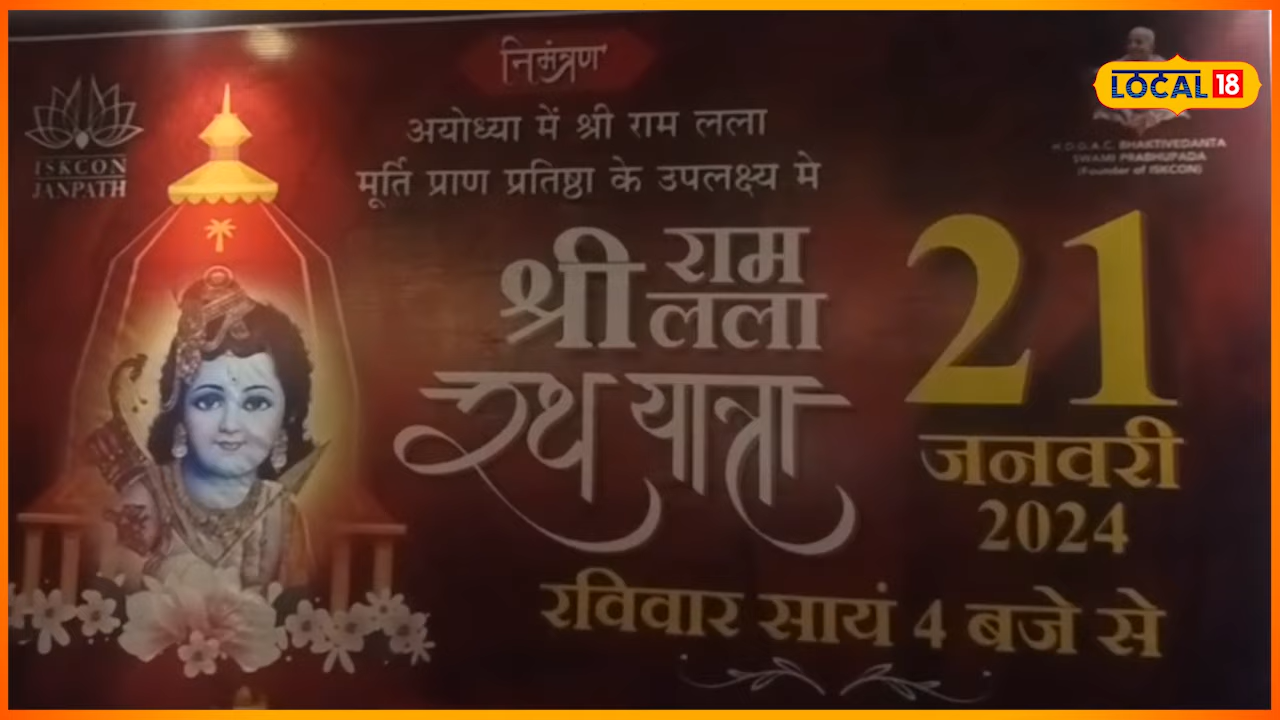 निमंत्रण
अयोध्या में श्री राम लला
मूर्ति प्राण प्रतिष्ठा के उपलक्ष्य मे
श्री राम लला
रथ यात्रा
21
जनवरी
2024
रविवार सायं 4 बजे से
ISKCON
JANPATH
LOCAL 18
H.D.G.A.C. BHAKTIVEDANTA
SWAMI PRABHUPADA
(Founder of ISKCON)